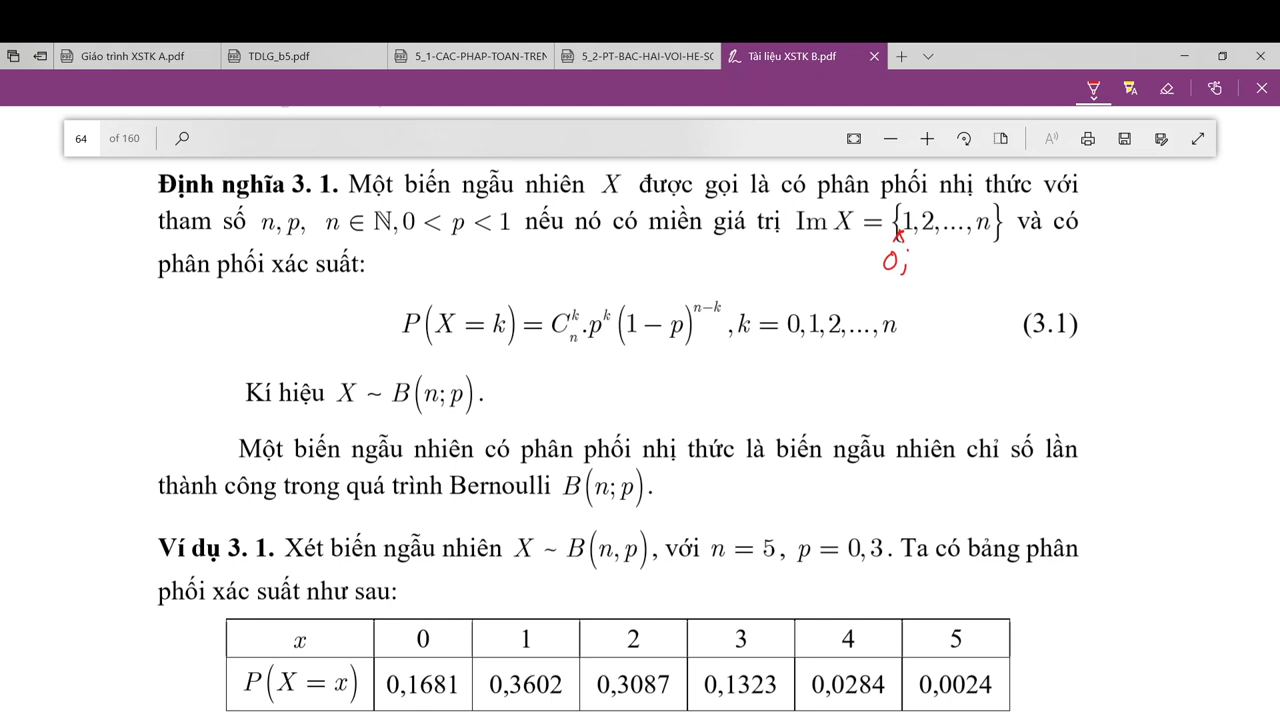 Giáo trình XSTK A.pdf
TDLG_b5.pdf
5_1-CAC-PHAP-TOAN-TREN
5_2-PT-BAC-HAI-VOI-HE-SC
Tài liệu XSTK B.pdf
64 of 160
Định nghĩa 3. 1. Một biến ngẫu nhiên X được gọi là có phân phối nhị thức với
tham số n, p, n ∈ ℕ, 0 < p < 1 nếu nó có miền giá trị Im X = {1, 2, ..., n} và có
0;
phân phối xác suất:
P(X = k) = C_n^k . p^k (1 − p)^{n−k}, k = 0, 1, 2, ..., n (3.1)
Kí hiệu X ~ B(n; p).
Một biến ngẫu nhiên có phân phối nhị thức là biến ngẫu nhiên chỉ số lần
thành công trong quá trình Bernoulli B(n; p).
Ví dụ 3. 1. Xét biến ngẫu nhiên X ~ B(n, p), với n = 5, p = 0, 3. Ta có bảng phân
phối xác suất như sau:
x 0 1 2 3 4 5
P(X = x) 0,1681 0,3602 0,3087 0,1323 0,0284 0,0024